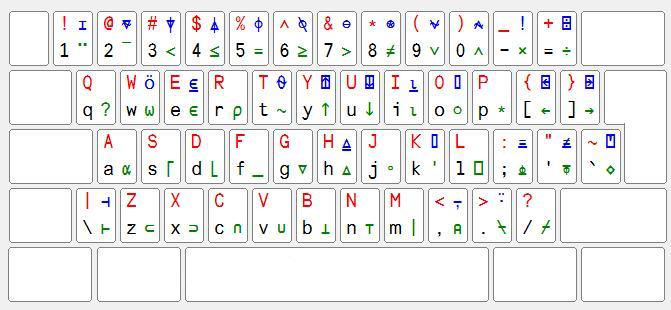 ! ⌶ @ ⍫ # ⍒ $ ⍋ % ⌽ ^ ⍉ & ⊖ * ⍟ ( ⍱ ) ⍲ _ ! + ⌹
1 ¨ 2 ¯ 3 < 4 ≤ 5 = 6 ≥ 7 > 8 ≠ 9 ∨ 0 ∧ - × = ÷
Q W ö E ⍷ R T Y ⍐ U ⍗ I ⍸ O P { ⍇ } ⍈
q ? w ⍵ e ∊ r ⍴ t ~ y ↑ u ↓ i ⍳ o ○ p * [ ← ] →
A S D F G H ⍙ J K ⌷ L : ≡ " ≢ ~ ⍞
a ⍺ s ⌈ d ⌊ f _ g ∇ h ∆ j ∘ k ' l ⎕ ; ⍎ ' ⍕ ` ⋄
| ⊣ Z X C V B N M < ⍪ > ?
\ ⊢ z ⊂ x ⊃ c ∩ v ∪ b ⊥ n ⊤ m | , ⍝ . ⍀ / ⌿